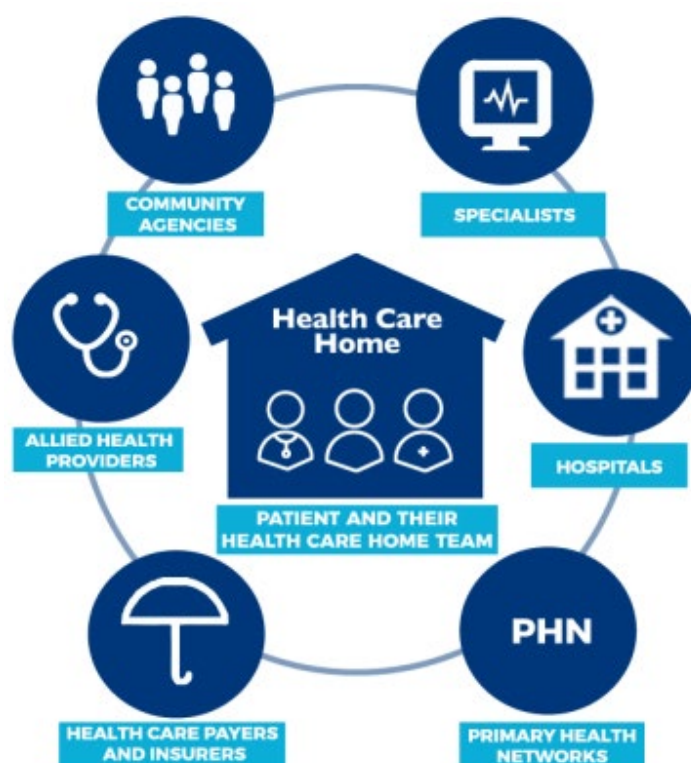 COMMUNITY
AGENCIES
SPECIALISTS
Health Care
Home
ALLIED HEALTH
PROVIDERS
HOSPITALS
PATIENT AND THEIR
HEALTH CARE HOME TEAM
PHN
HEALTH CARE PAYERS
AND INSURERS
PRIMARY HEALTH
NETWORKS